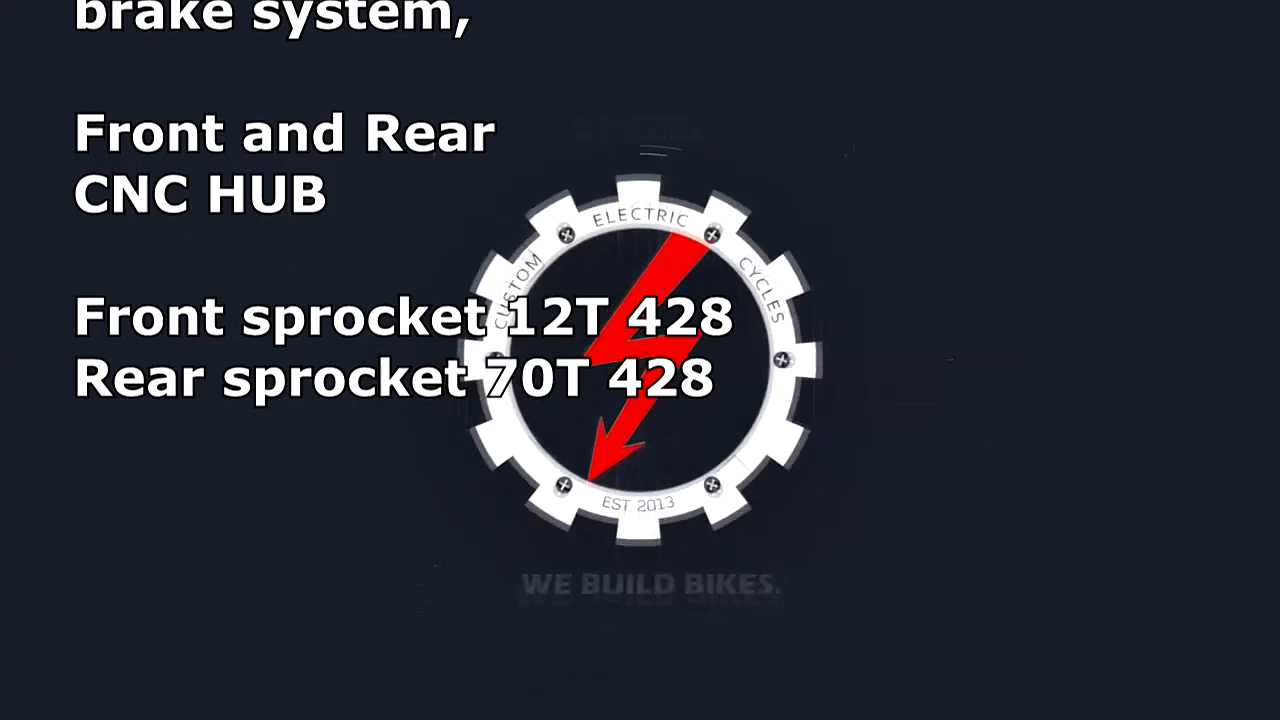 brake system,
Front and Rear
CNC HUB
Front sprocket 12T 428
Rear sprocket 70T 428
CUSTOM ELECTRIC CYCLES
EST. 2013
WE BUILD BIKES.